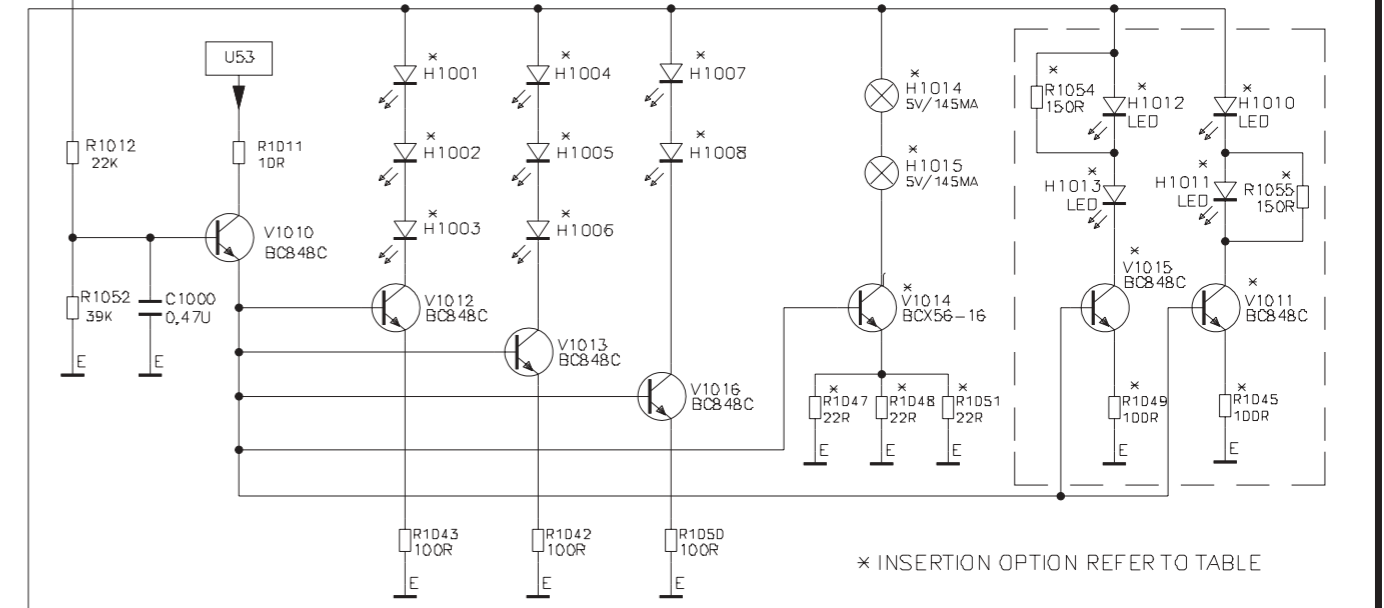 U53
R1011
10R
R1012
22K
V1010
BC848C
R1052
39K
E
C1000
0,47U
E
*
H1001
*
H1002
*
H1003
V1012
BC848C
R1043
100R
E
*
H1004
*
H1005
*
H1006
V1013
BC848C
R1042
100R
E
*
H1007
*
H1008
V1016
BC848C
R1050
100R
E
*
H1014
5V/145MA
*
H1015
5V/145MA
*
V1014
BCX56-16
*
R1047
22R
E
*
R1048
22R
E
*
R1051
22R
E
*
R1054
150R
*
H1012
LED
*
H1013
LED
*
V1015
BC848C
*
R1049
100R
E
*
H1010
LED
*
H1011
LED
*
R1055
150R
*
V1011
BC848C
*
R1045
100R
E
* INSERTION OPTION REFER TO TABLE